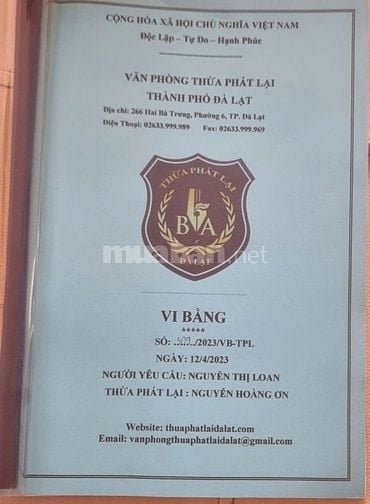 CỘNG HÒA XÃ HỘI CHỦ NGHĨA VIỆT NAM
Độc Lập – Tự Do – Hạnh Phúc
VĂN PHÒNG THỪA PHÁT LẠI
THÀNH PHỐ ĐÀ LẠT
Địa chỉ: 266 Hai Bà Trưng, Phường 6, TP. Đà Lạt
Điện Thoại: 02633.999.989 Fax: 02633.999.969
THỪA PHÁT LẠI
B A
ĐÀ LẠT
muaban.net
VI BẰNG
*****
SỐ: /2023/VB-TPL
NGÀY: 12/4/2023
NGƯỜI YÊU CẦU: NGUYỄN THỊ LOAN
THỪA PHÁT LẠI : NGUYỄN HOÀNG ƠN
Website: thuaphatlaidalat.com
Email: vanphongthuaphatlaidalat@gmail.com